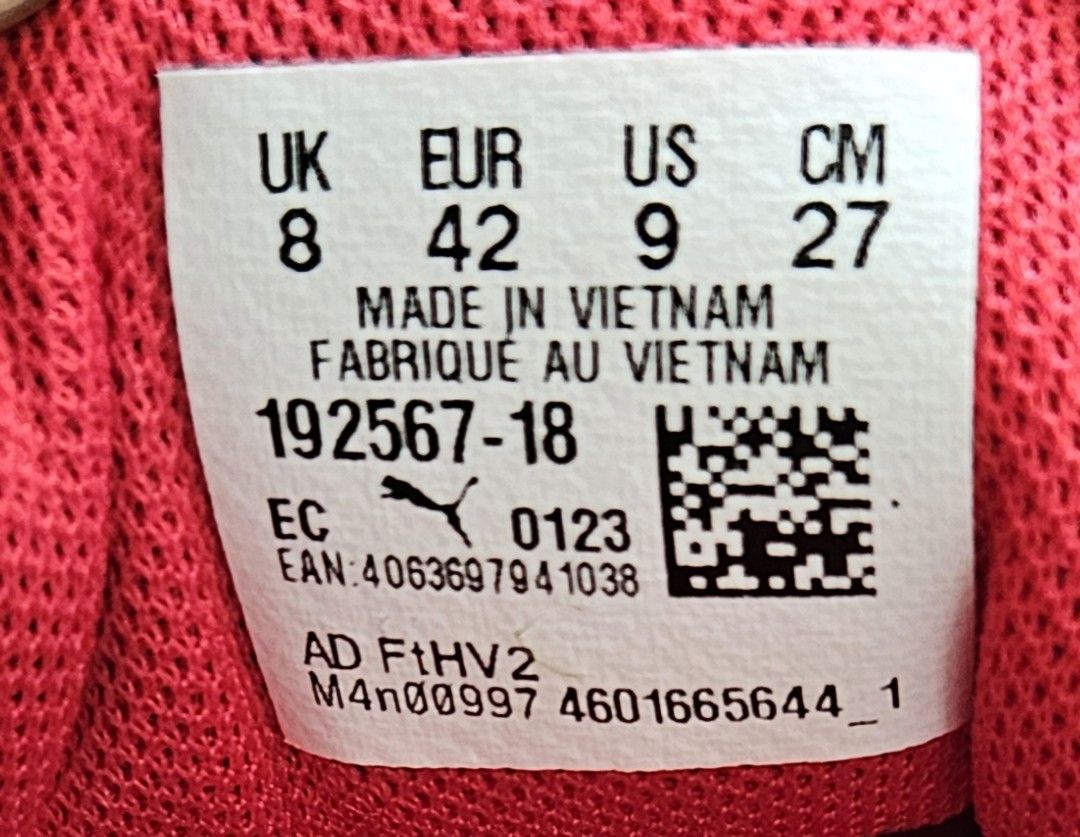 UK EUR US CM
8 42 9 27
MADE IN VIETNAM
FABRIQUE AU VIETNAM
192567-18
EC 0123
EAN:4063697941038
AD FtHV2
M4n00997 4601665644_1